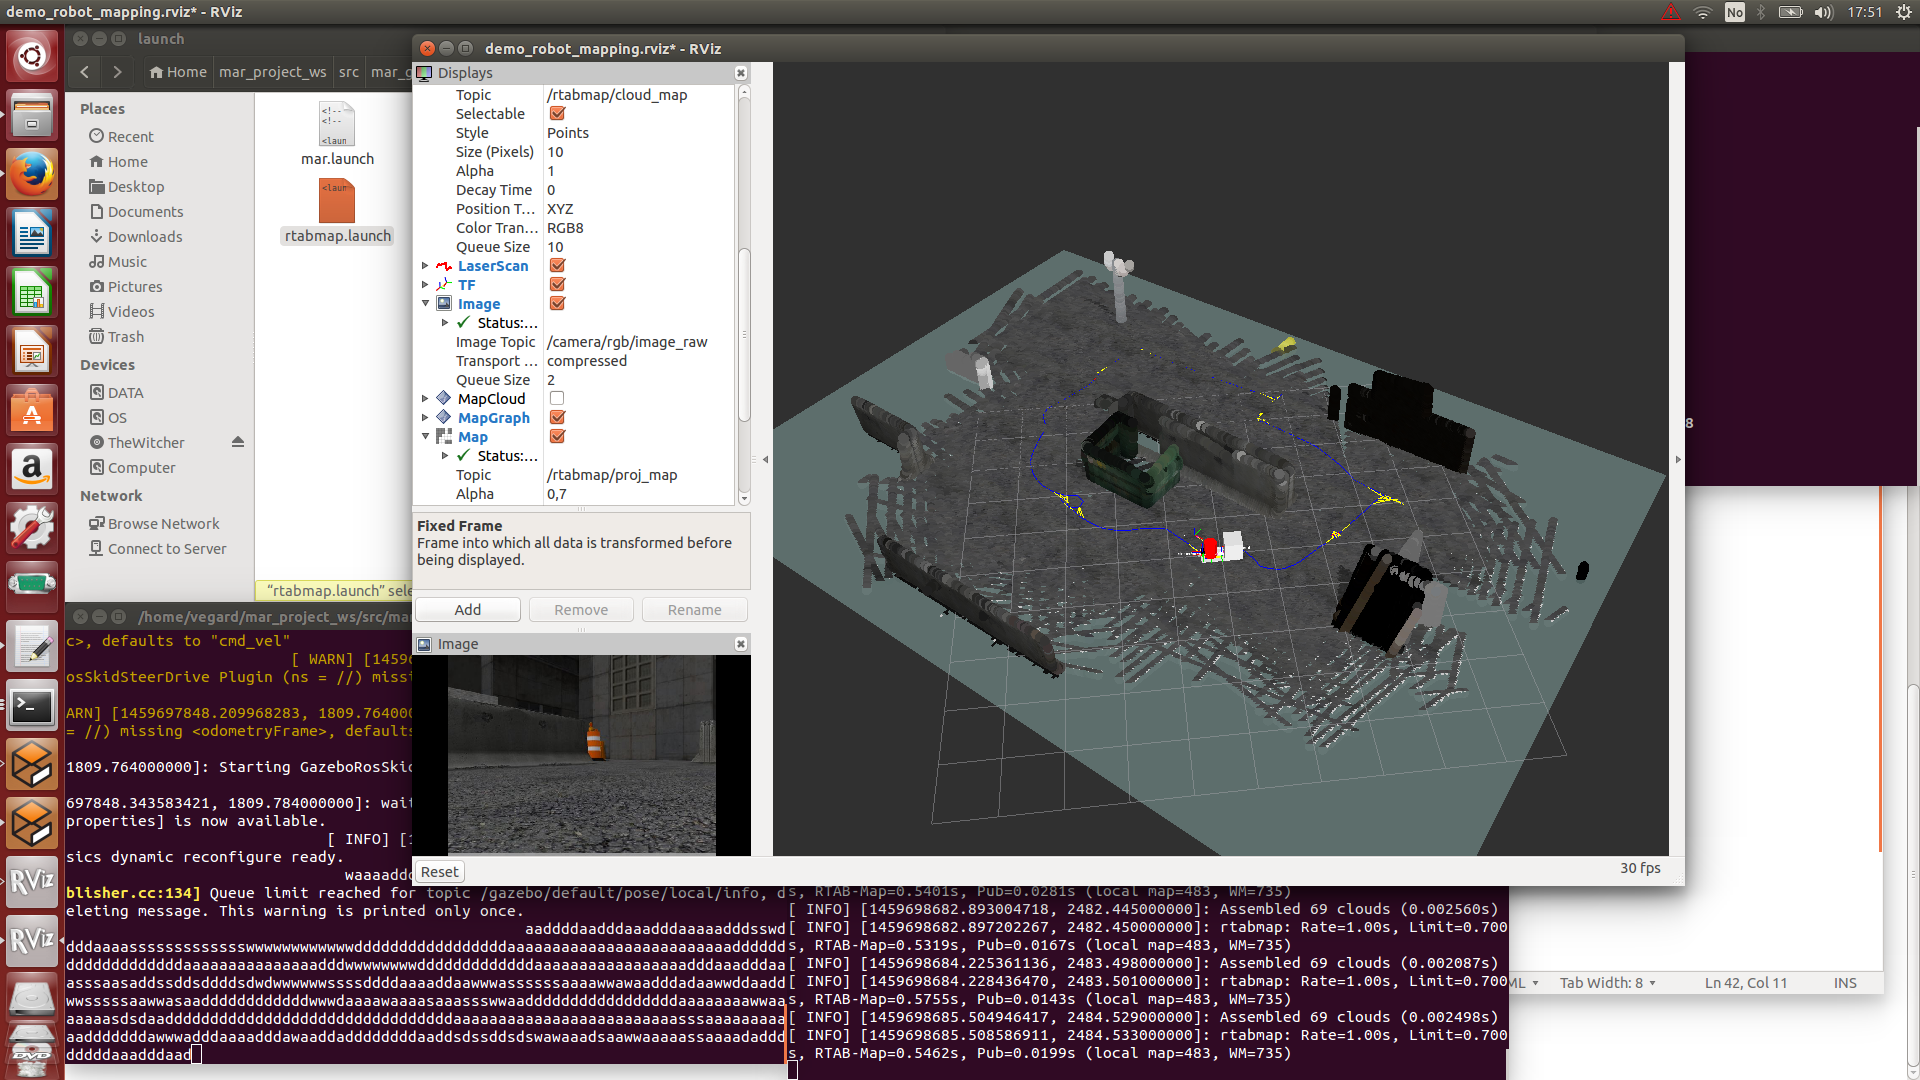 demo_robot_mapping.rviz* - RViz
No
17:51
launch
Home
mar_project_ws
src
Places
Recent
Home
Desktop
Documents
Downloads
Music
Pictures
Videos
Trash
Devices
DATA
OS
TheWitcher
Computer
Network
Browse Network
Connect to Server
<!--
<!--
<laun
mar.launch
<laun
rtabmap.launch
"rtabmap.launch" sele
demo_robot_mapping.rviz* - RViz
Displays
Topic /rtabmap/cloud_map
Selectable
Style Points
Size (Pixels) 10
Alpha 1
Decay Time 0
Position T... XYZ
Color Tran... RGB8
Queue Size 10
LaserScan
TF
Image
Status:...
Image Topic /camera/rgb/image_raw
Transport ... compressed
Queue Size 2
MapCloud
MapGraph
Map
Status:...
Topic /rtabmap/proj_map
Alpha 0,7
Fixed Frame
Frame into which all data is transformed before
being displayed.
Add Remove Rename
Image
Reset
30 fps
8
/home/vegard/mar_project_ws/src/mar
c>, defaults to "cmd_vel"
[ WARN] [14596
osSkidSteerDrive Plugin (ns = //) missi
ARN] [1459697848.209968283, 1809.764000
= //) missing <odometryFrame>, defaults
1809.764000000]: Starting GazeboRosSkid
697848.343583421, 1809.784000000]: wait
properties] is now available.
[ INFO] [1
sics dynamic reconfigure ready.
blisher.cc:134] Queue limit reached for topic /gazebo/default/pose/local/info, d
eleting message. This warning is printed only once.
s, RTAB-Map=0.5401s, Pub=0.0281s (local map=483, WM=735)
[ INFO] [1459698682.893004718, 2482.445000000]: Assembled 69 clouds (0.002560s)
[ INFO] [1459698682.897202267, 2482.450000000]: rtabmap: Rate=1.00s, Limit=0.700
s, RTAB-Map=0.5319s, Pub=0.0167s (local map=483, WM=735)
[ INFO] [1459698684.225361136, 2483.498000000]: Assembled 69 clouds (0.002087s)
[ INFO] [1459698684.228436470, 2483.501000000]: rtabmap: Rate=1.00s, Limit=0.700
s, RTAB-Map=0.5755s, Pub=0.0143s (local map=483, WM=735)
[ INFO] [1459698685.504946417, 2484.529000000]: Assembled 69 clouds (0.002498s)
[ INFO] [1459698685.508586911, 2484.533000000]: rtabmap: Rate=1.00s, Limit=0.700
s, RTAB-Map=0.5462s, Pub=0.0199s (local map=483, WM=735)
ML Tab Width: 8 Ln 42, Col 11 INS
RViz
RViz
DVD